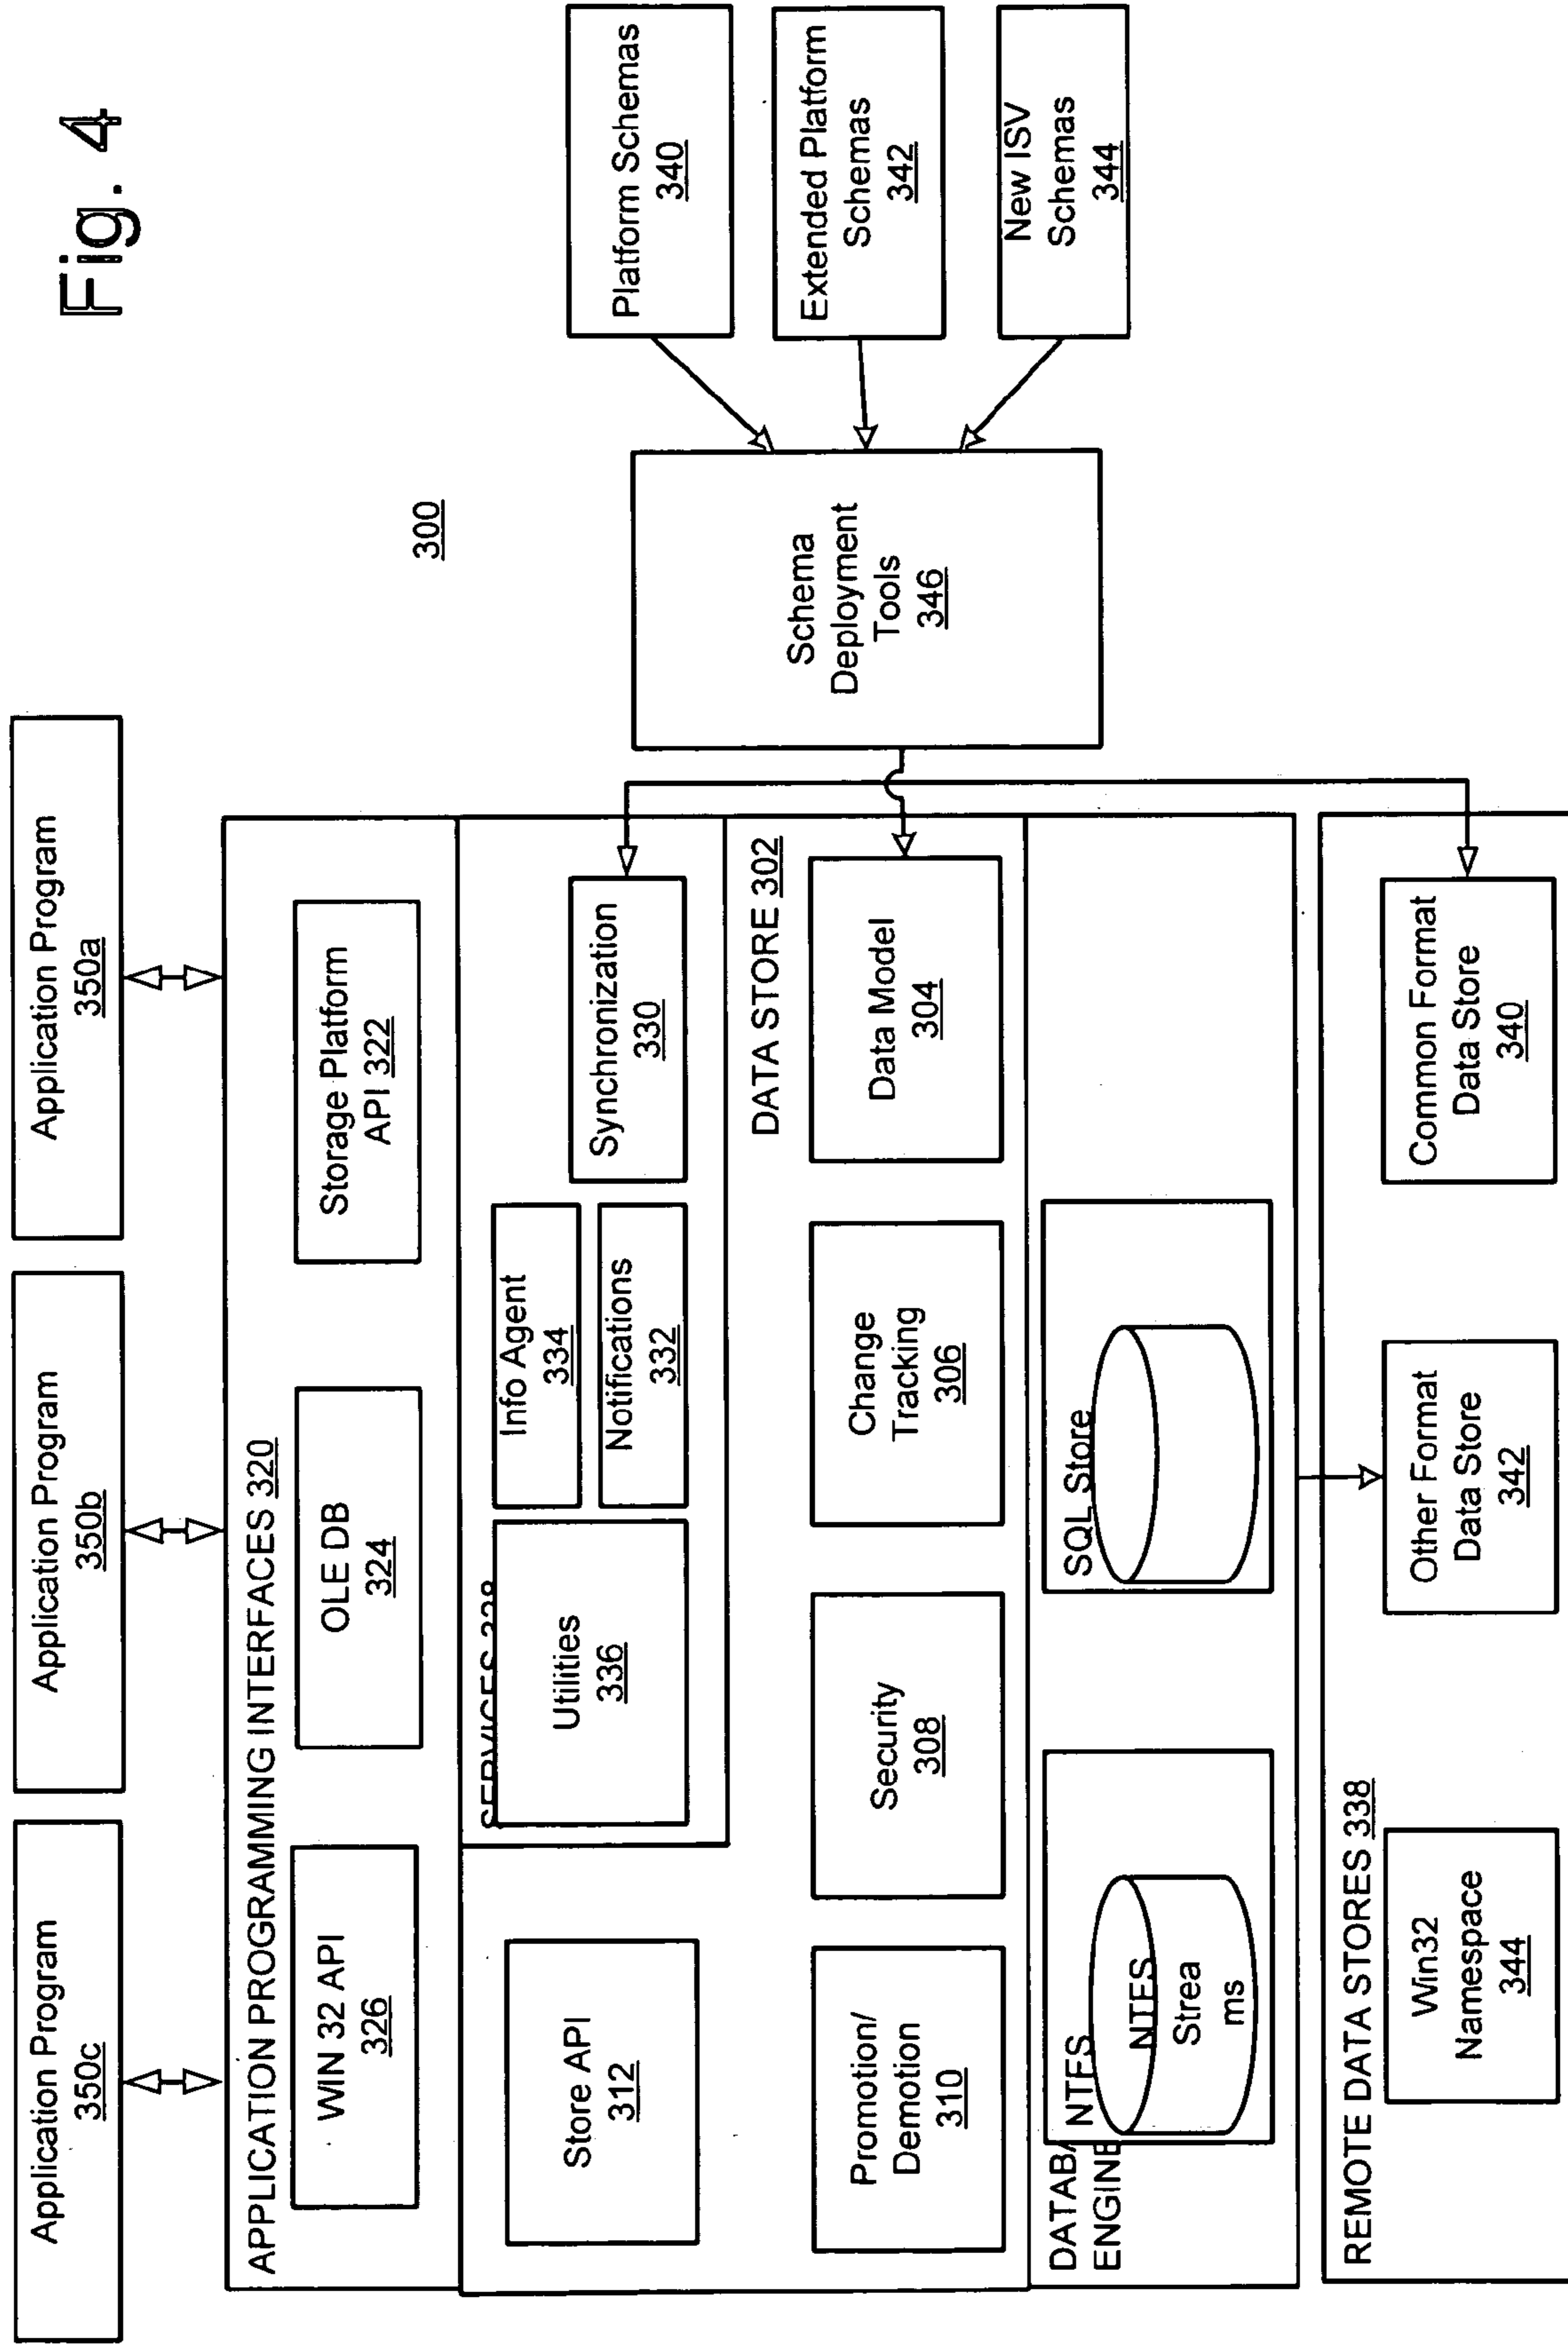 Fig. 4
300
Application Program
350c
Application Program
350b
Application Program
350a
APPLICATION PROGRAMMING INTERFACES 320
WIN 32 API
326
OLE DB
324
Storage Platform
API 322
Store API
312
SERVICES 328
Utilities
336
Info Agent
334
Notifications
332
Synchronization
330
DATA STORE 302
Promotion/
Demotion
310
Security
308
Change
Tracking
306
Data Model
304
ENGINE
NTFS
NTFS
Strea
ms
SQL Store
REMOTE DATA STORES 338
Win32
Namespace
344
Other Format
Data Store
342
Common Format
Data Store
340
Schema
Deployment
Tools
346
Platform Schemas
340
Extended Platform
Schemas
342
New ISV
Schemas
344